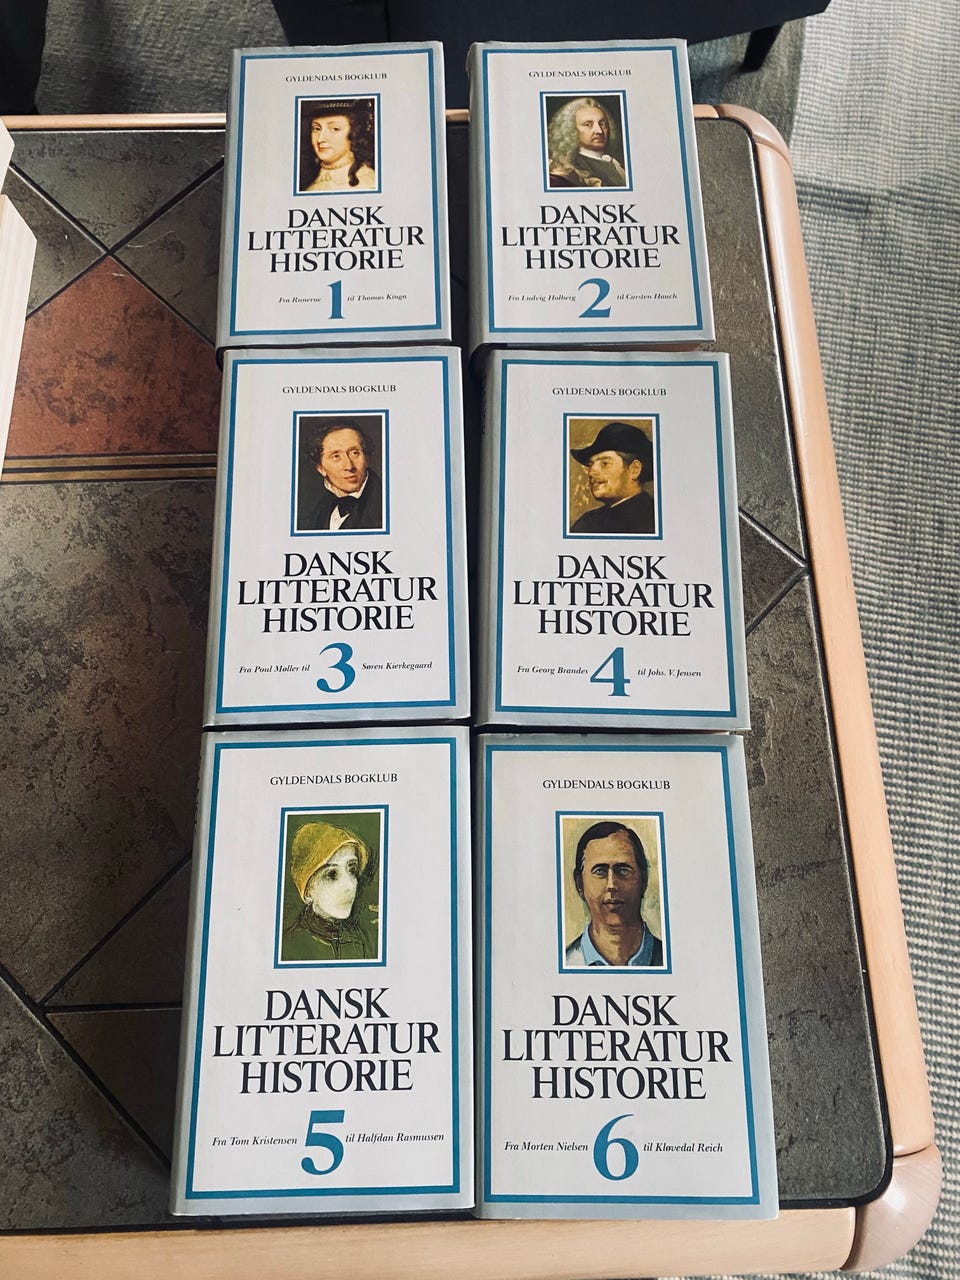 GYLDENDALS BOGKLUB
DANSK
LITTERATUR
HISTORIE
Fra Runerne 1 til Thomas Kingo
GYLDENDALS BOGKLUB
DANSK
LITTERATUR
HISTORIE
Fra Ludvig Holberg 2 til Carsten Hauch
GYLDENDALS BOGKLUB
DANSK
LITTERATUR
HISTORIE
Fra Poul Møller til 3 Søren Kierkegaard
GYLDENDALS BOGKLUB
DANSK
LITTERATUR
HISTORIE
Fra Georg Brandes 4 til Johs. V. Jensen
GYLDENDALS BOGKLUB
DANSK
LITTERATUR
HISTORIE
Fra Tom Kristensen 5 til Halfdan Rasmussen
GYLDENDALS BOGKLUB
DANSK
LITTERATUR
HISTORIE
Fra Morten Nielsen 6 til Kløvedal Reich